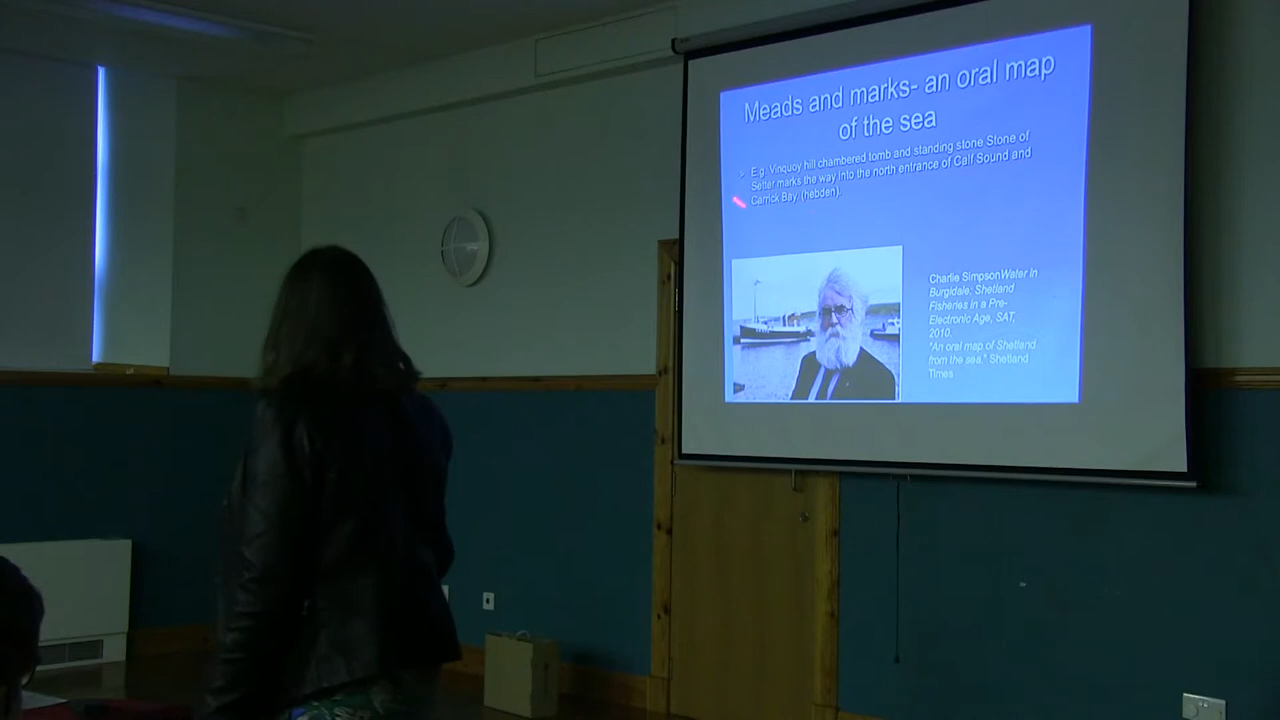 Meads and marks- an oral map
of the sea
E.g. Vinquoy hill chambered tomb and standing stone Stone of
Setter marks the way into the north entrance of Calf Sound and
Carrick Bay. (hebden).
Charlie SimpsonWater in
Burgidale: Shetland
Fisheries in a Pre-
Electronic Age, SAT,
2010.
"An oral map of Shetland
from the sea." Shetland
Times